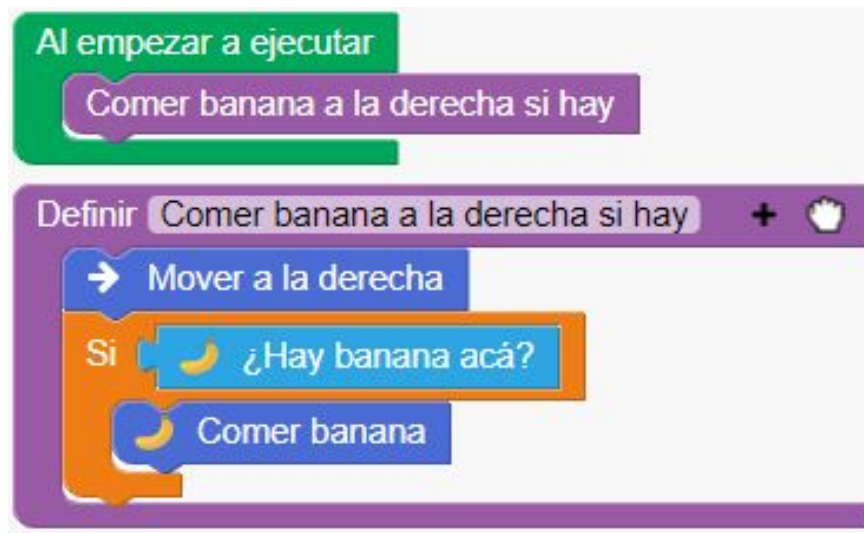 Al empezar a ejecutar
Comer banana a la derecha si hay
Definir Comer banana a la derecha si hay +
Mover a la derecha
Si ¿Hay banana acá?
Comer banana